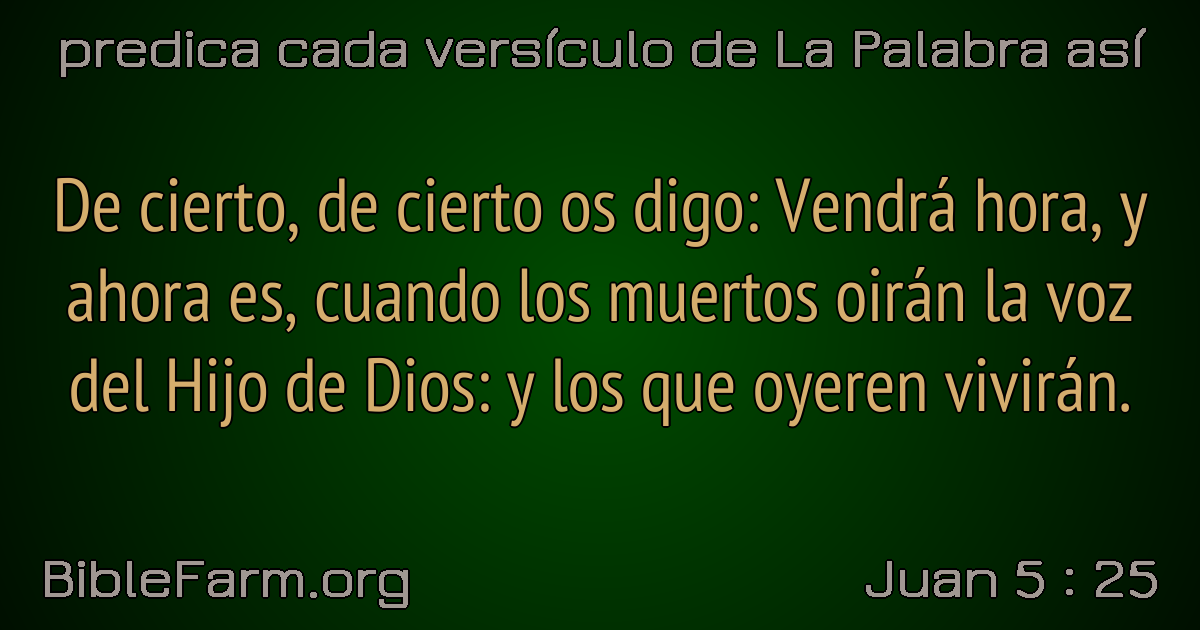 predica cada versículo de La Palabra así
De cierto, de cierto os digo: Vendrá hora, y
ahora es, cuando los muertos oirán la voz
del Hijo de Dios: y los que oyeren vivirán.
BibleFarm.org
Juan 5 : 25